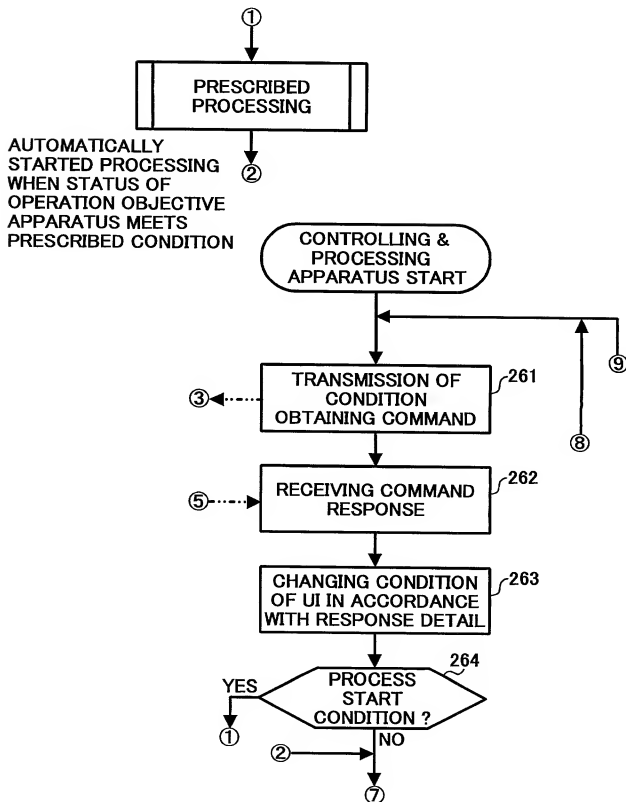 ①
PRESCRIBED
PROCESSING
②
AUTOMATICALLY
STARTED PROCESSING
WHEN STATUS OF
OPERATION OBJECTIVE
APPARATUS MEETS
PRESCRIBED CONDITION
CONTROLLING &
PROCESSING
APPARATUS START
⑨
⑧
261
TRANSMISSION OF
CONDITION
OBTAINING COMMAND
③
262
RECEIVING COMMAND
RESPONSE
⑤
263
CHANGING CONDITION
OF UI IN ACCORDANCE
WITH RESPONSE DETAIL
264
PROCESS
START
CONDITION ?
YES
①
NO
②
⑦